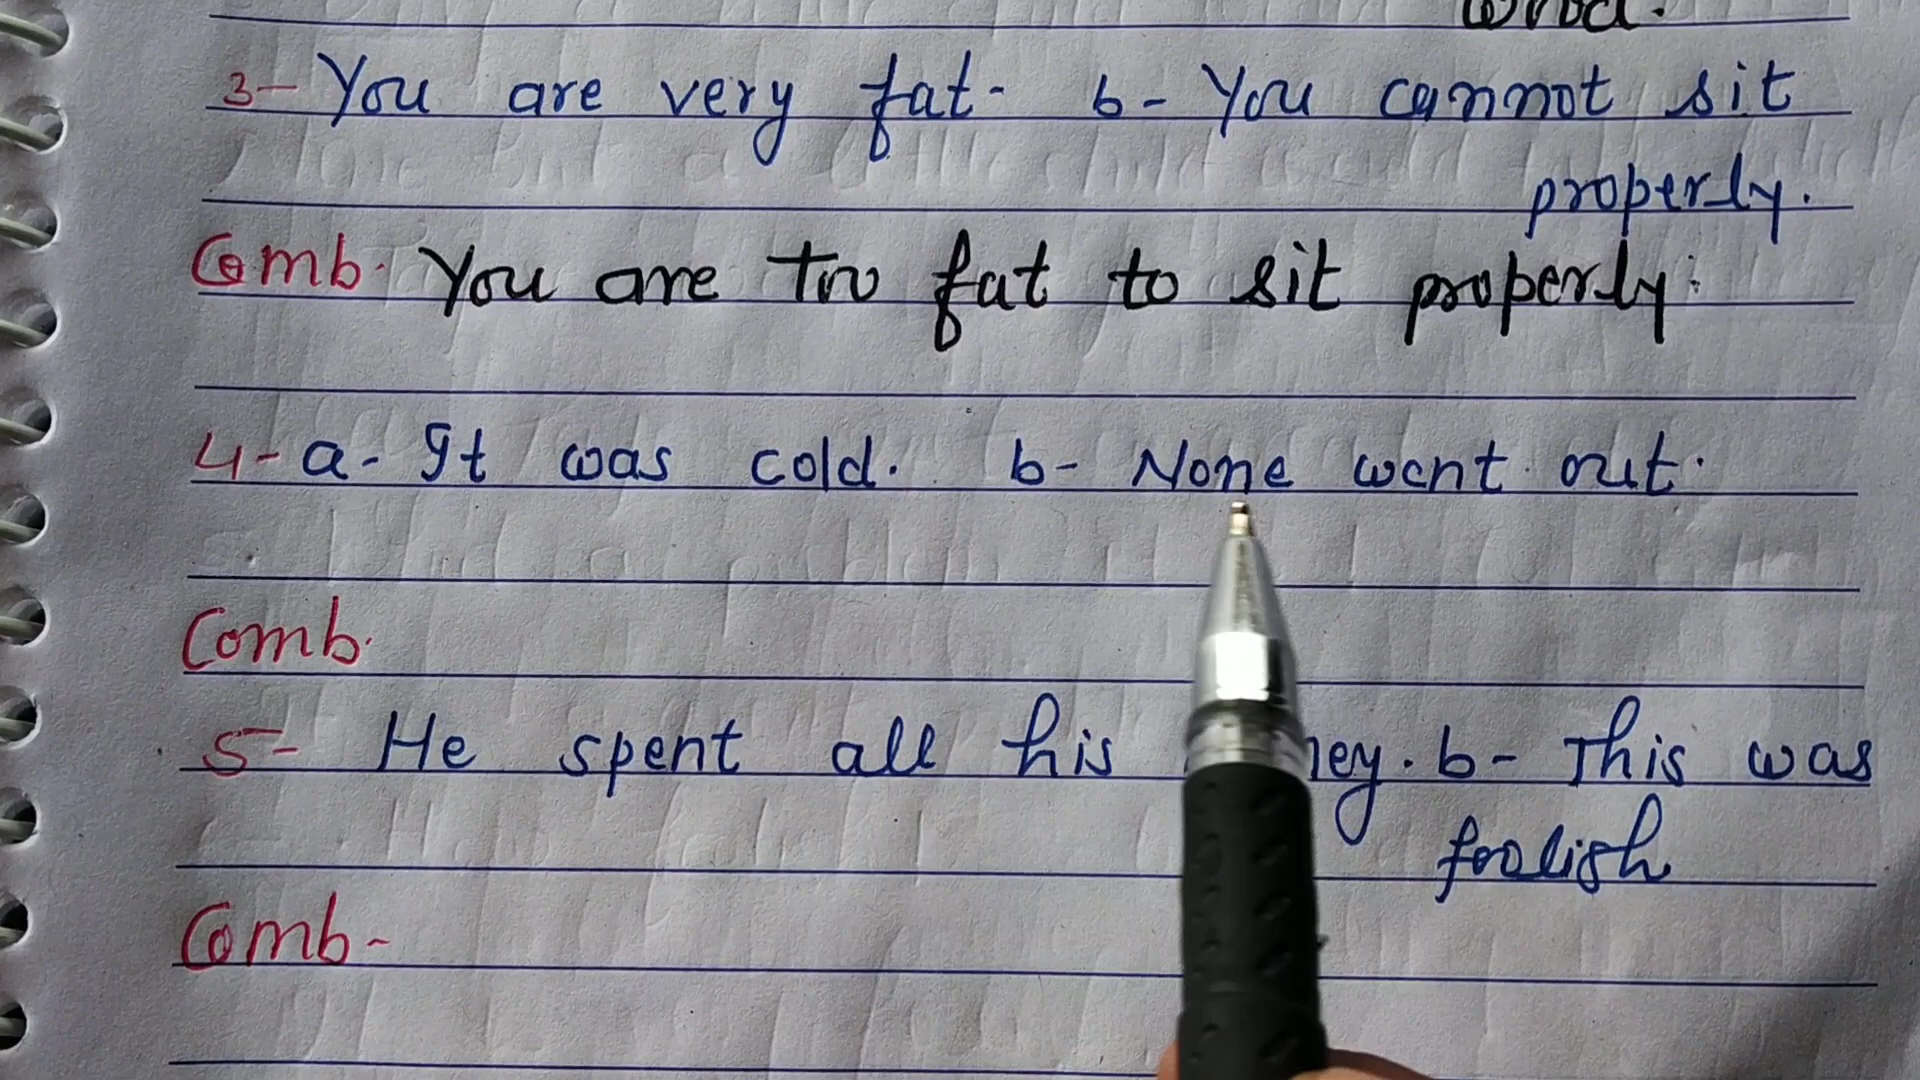 3- You are very fat- b- You cannot sit
properly.
Comb. You are too fat to sit properly.
4- a- It was cold. b- None went out.
Comb.
5- He spent all his b- This was
foolish
Comb-